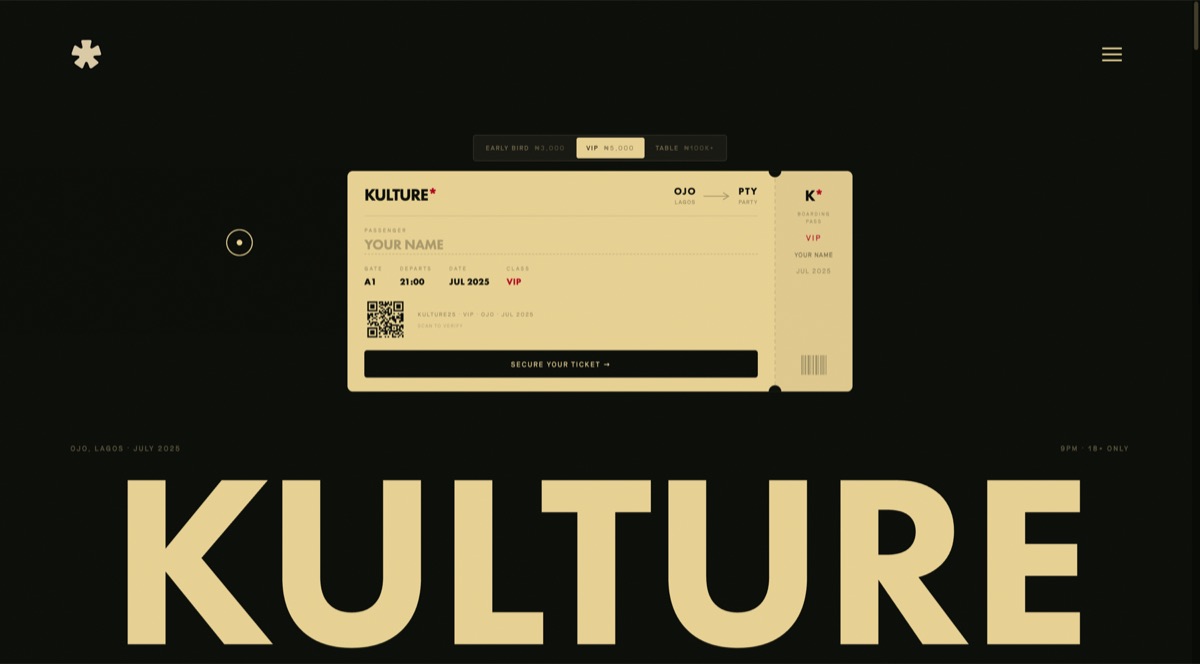 EARLY BIRD ₦3,000 VIP ₦5,000 TABLE ₦100K+
KULTURE*
OJO → PTY
LAGOS PARTY
PASSENGER
YOUR NAME
GATE DEPARTS DATE CLASS
A1 21:00 JUL 2025 VIP
KULTURE25 · VIP · OJO · JUL 2025
SCAN TO VERIFY
SECURE YOUR TICKET →
K*
BOARDING
PASS
VIP
YOUR NAME
JUL 2025
OJO, LAGOS · JULY 2025
9PM · 18+ ONLY
KULTURE